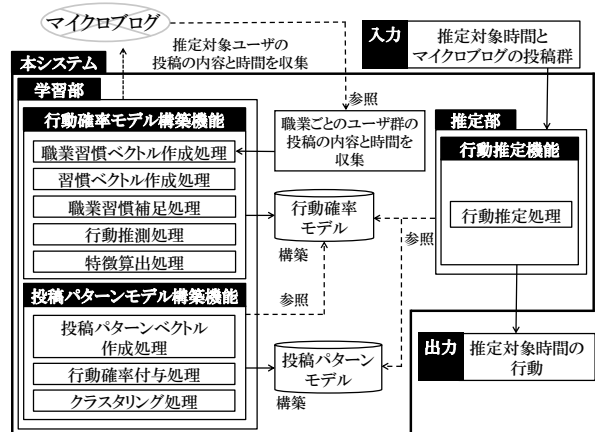 マイクロブログ
推定対象ユーザの
投稿の内容と時間を収集
入力
推定対象時間と
マイクロブログの投稿群
本システム
学習部
行動確率モデル構築機能
職業習慣ベクトル作成処理
習慣ベクトル作成処理
職業習慣補足処理
行動推測処理
特徴算出処理
参照
職業ごとのユーザ群の
投稿の内容と時間を
収集
推定部
行動推定機能
行動推定処理
行動確率
モデル
構築
参照
参照
投稿パターンモデル構築機能
投稿パターンベクトル
作成処理
行動確率付与処理
クラスタリング処理
投稿パターン
モデル
構築
出力
推定対象時間の
行動